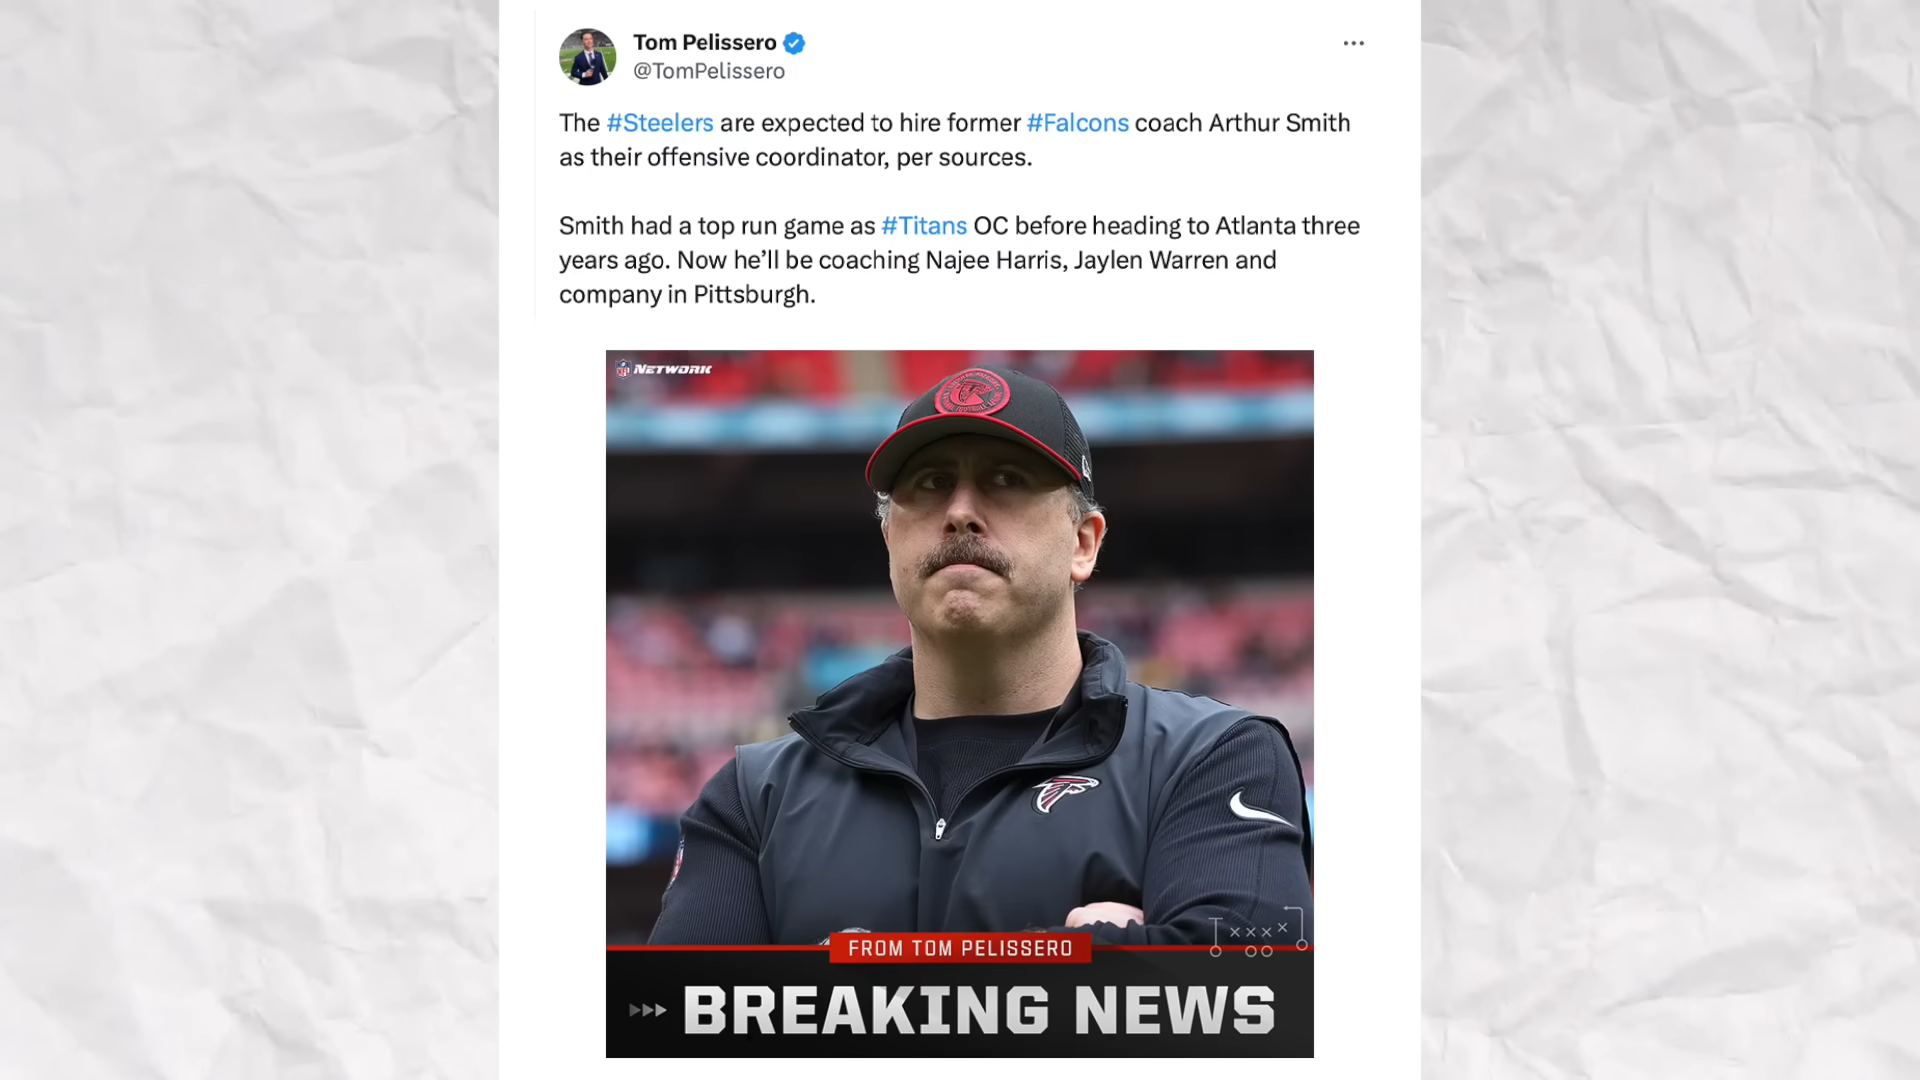 Tom Pelissero
@TomPelissero
The #Steelers are expected to hire former #Falcons coach Arthur Smith
as their offensive coordinator, per sources.
Smith had a top run game as #Titans OC before heading to Atlanta three
years ago. Now he’ll be coaching Najee Harris, Jaylen Warren and
company in Pittsburgh.
NFL NETWORK
FROM TOM PELISSERO
BREAKING NEWS